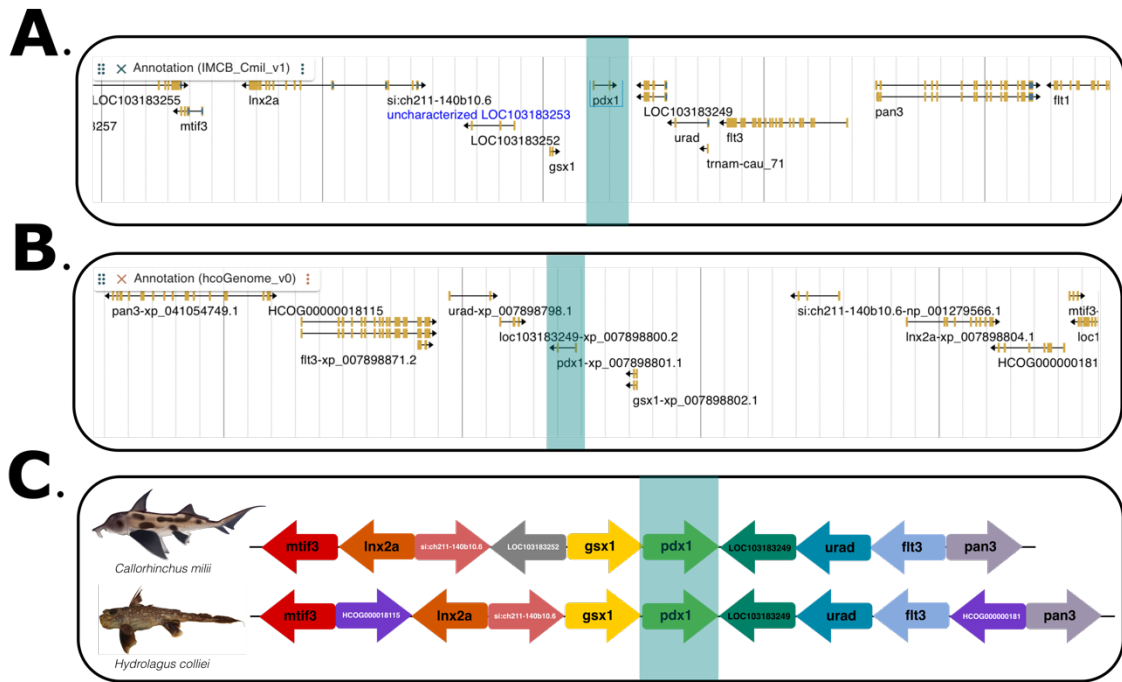 A.
Annotation (IMCB_Cmil_v1)
LOC103183255 lnx2a si:ch211-140b10.6 pdx1 LOC103183249 pan3 flt1
3257 mtif3 uncharacterized LOC103183253 urad flt3
LOC103183252 trnam-cau_71
gsx1
B.
Annotation (hcoGenome_v0)
pan3-xp_041054749.1 HCOG00000018115 urad-xp_007898798.1 si:ch211-140b10.6-np_001279566.1 mtif3-
loc103183249-xp_007898800.2 lnx2a-xp_007898804.1 loc1
flt3-xp_007898871.2 pdx1-xp_007898801.1 HCOG000000181
gsx1-xp_007898802.1
C.
mtif3 lnx2a si:ch211-140b10.6 LOC103183252 gsx1 pdx1 LOC103183249 urad flt3 pan3
Callorhinchus milii
mtif3 HCOG000018115 lnx2a si:ch211-140b10.6 gsx1 pdx1 LOC103183249 urad flt3 HCOG000000181 pan3
Hydrolagus colliei